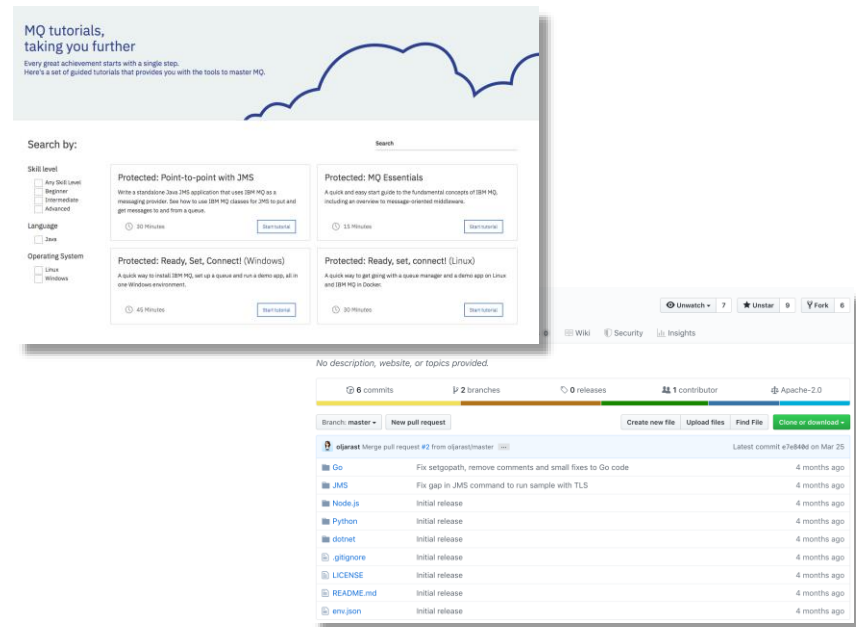 MQ tutorials,
taking you further
Every great achievement starts with a single step.
Here's a set of guided tutorials that provides you with the tools to master MQ.
Search by:
Search
Skill level
Any Skill Level
Beginner
Intermediate
Advanced
Language
Java
Operating System
Linux
Windows
Protected: Point-to-point with JMS
Write a standalone Java JMS application that uses IBM MQ as a
messaging provider. See how to use IBM MQ classes for JMS to put and
get messages to and from a queue.
30 Minutes
Start tutorial
Protected: MQ Essentials
A quick and easy start guide to the fundamental concepts of IBM MQ,
including an overview to message-oriented middleware.
15 Minutes
Start tutorial
Protected: Ready, Set, Connect! (Windows)
A quick way to install IBM MQ, set up a queue and run a demo app, all in
one Windows environment.
45 Minutes
Start tutorial
Protected: Ready, set, connect! (Linux)
A quick way to get going with a queue manager and a demo app on Linux
and IBM MQ in Docker.
30 Minutes
Start tutorial
Unwatch 7 Unstar 9 Fork 6
Wiki Security Insights
No description, website, or topics provided.
6 commits 2 branches 0 releases 1 contributor Apache-2.0
Branch: master New pull request Create new file Upload files Find File Clone or download
oljarast Merge pull request #2 from oljarast/master Latest commit e7e840d on Mar 25
Go Fix setgopath, remove comments and small fixes to Go code 4 months ago
JMS Fix gap in JMS command to run sample with TLS 4 months ago
Node.js Initial release 4 months ago
Python Initial release 4 months ago
dotnet Initial release 4 months ago
.gitignore Initial release 4 months ago
LICENSE Initial release 4 months ago
README.md Initial release 4 months ago
env.json Initial release 4 months ago